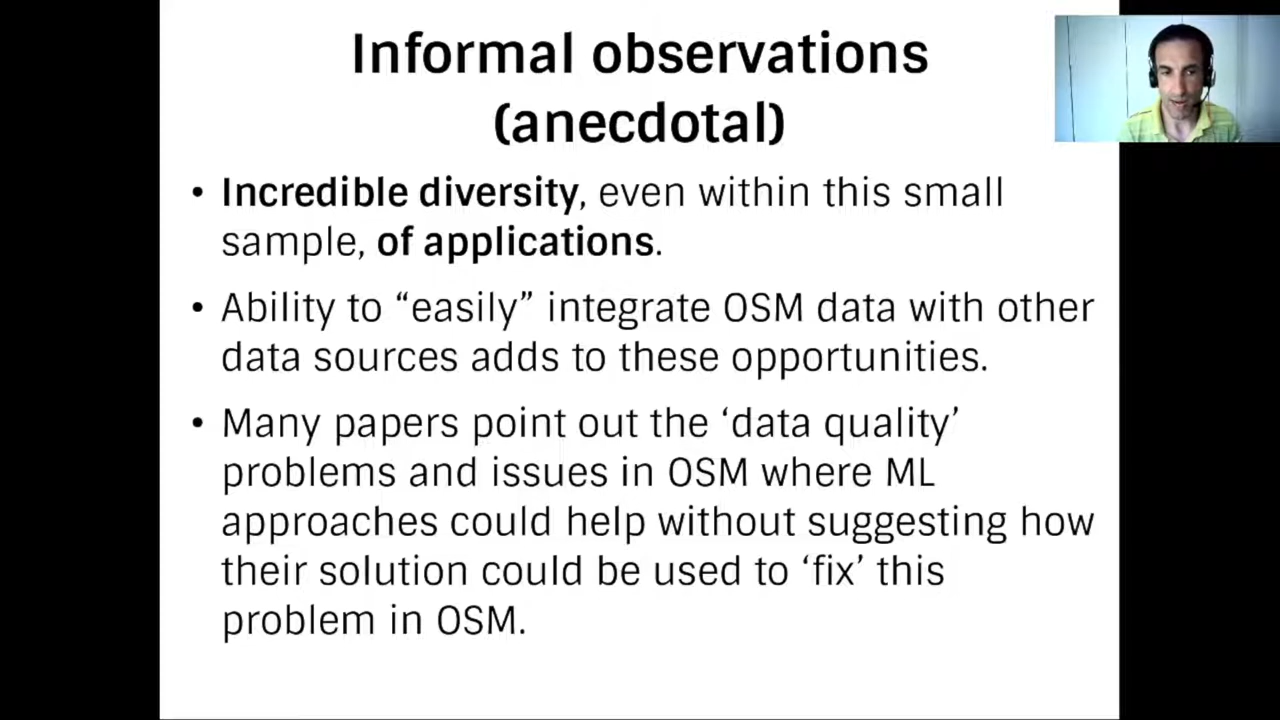 Informal observations
(anecdotal)
• Incredible diversity, even within this small
sample, of applications.
• Ability to “easily” integrate OSM data with other
data sources adds to these opportunities.
• Many papers point out the ‘data quality’
problems and issues in OSM where ML
approaches could help without suggesting how
their solution could be used to ‘fix’ this
problem in OSM.